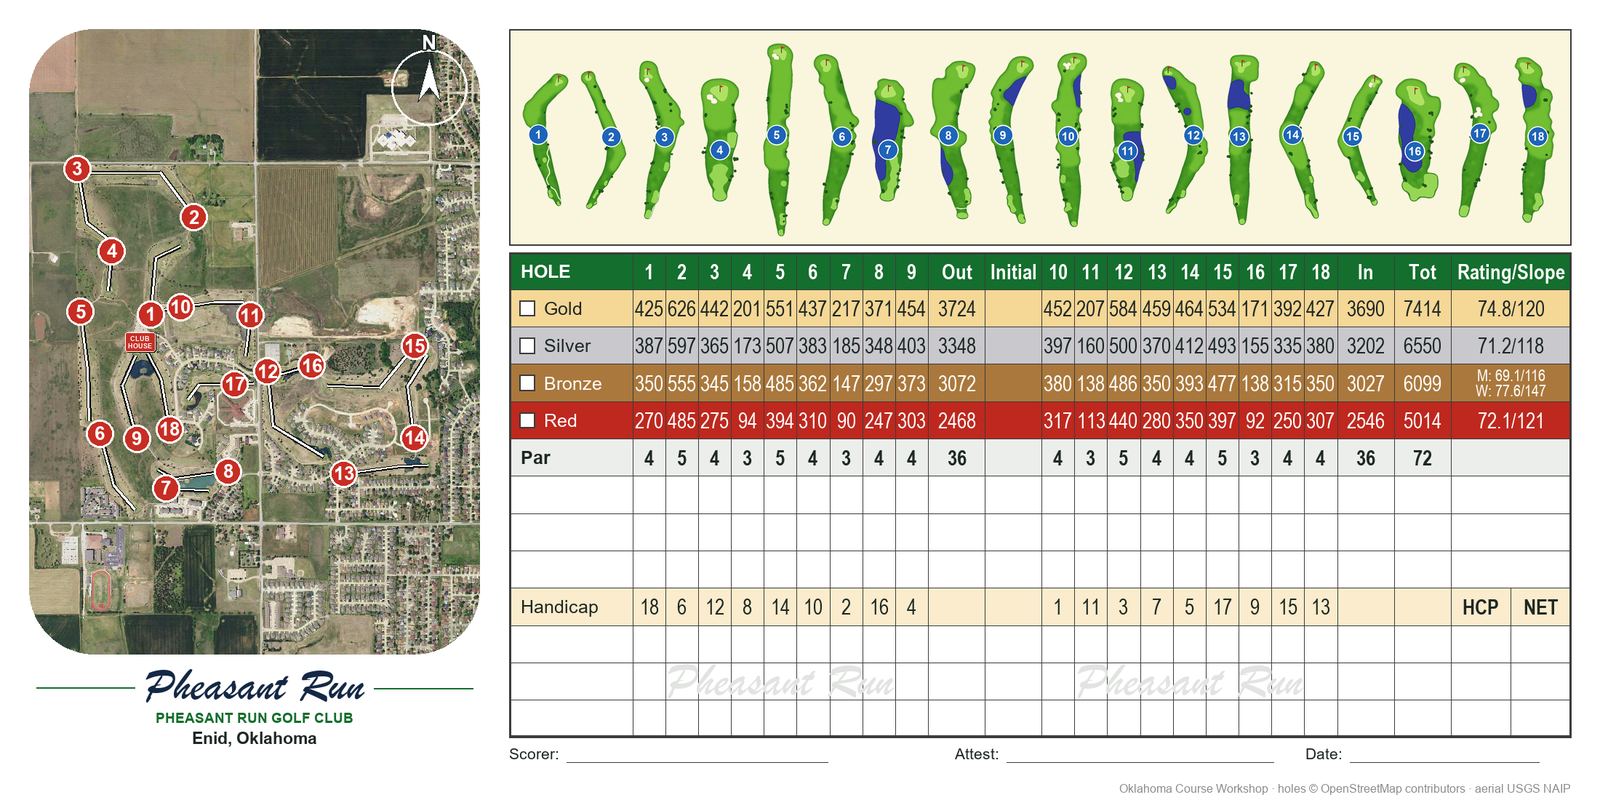 N
3
2
4
5
1
10
11
CLUB
HOUSE
15
16
12
17
6
9
18
14
8
13
7
Pheasant Run
PHEASANT RUN GOLF CLUB
Enid, Oklahoma
1 2 3 4 5 6 7 8 9 10 11 12 13 14 15 16 17 18
HOLE 1 2 3 4 5 6 7 8 9 Out Initial 10 11 12 13 14 15 16 17 18 In Tot Rating/Slope
Gold 425 626 442 201 551 437 217 371 454 3724 452 207 584 459 464 534 171 392 427 3690 7414 74.8/120
Silver 387 597 365 173 507 383 185 348 403 3348 397 160 500 370 412 493 155 335 380 3202 6550 71.2/118
Bronze 350 555 345 158 485 362 147 297 373 3072 380 138 486 350 393 477 138 315 350 3027 6099 M: 69.1/116
W: 77.6/147
Red 270 485 275 94 394 310 90 247 303 2468 317 113 440 280 350 397 92 250 307 2546 5014 72.1/121
Par 4 5 4 3 5 4 3 4 4 36 4 3 5 4 4 5 3 4 4 36 72
Handicap 18 6 12 8 14 10 2 16 4 1 11 3 7 5 17 9 15 13 HCP NET
Pheasant Run Pheasant Run
Scorer: Attest: Date:
Oklahoma Course Workshop · holes © OpenStreetMap contributors · aerial USGS NAIP